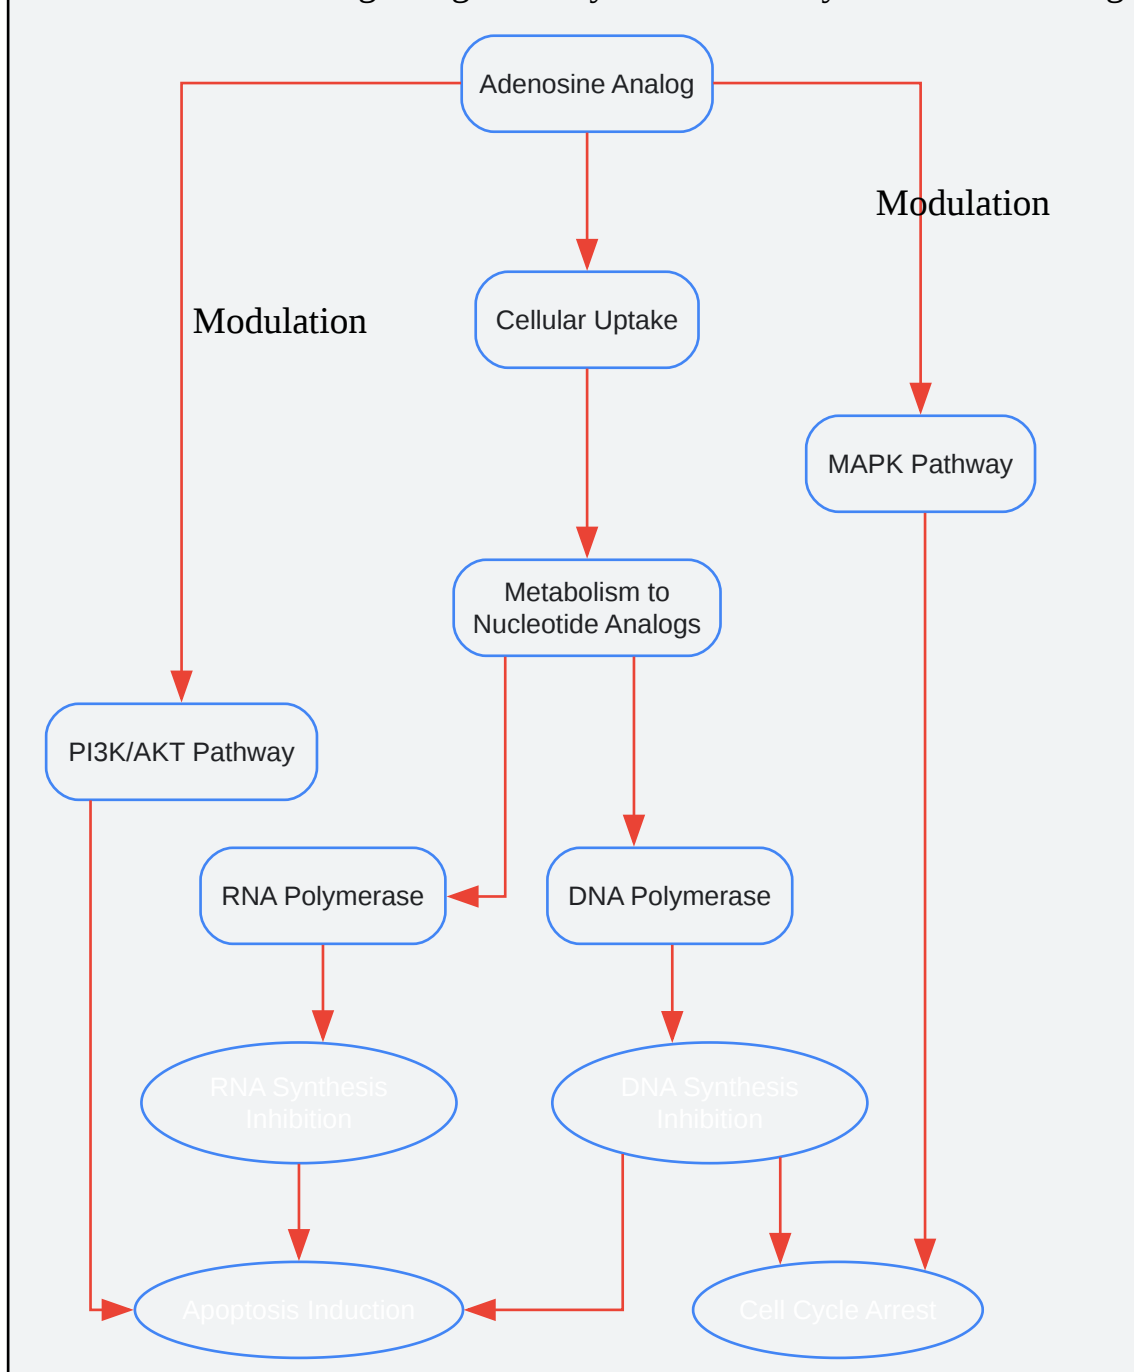 Adenosine Analog
Modulation
Cellular Uptake
Modulation
MAPK Pathway
Metabolism to
Nucleotide Analogs
PI3K/AKT Pathway
RNA Polymerase
DNA Polymerase
RNA Synthesis
Inhibition
DNA Synthesis
Inhibition
Apoptosis Induction
Cell Cycle Arrest